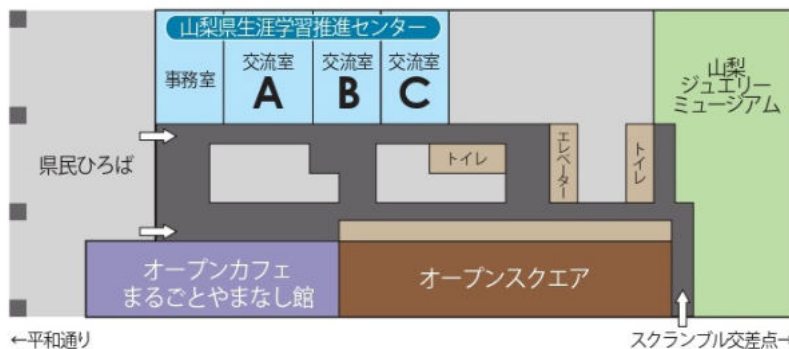 山梨県生涯学習推進センター
事務室
交流室
A
交流室
B
交流室
C
山梨
ジュエリー
ミュージアム
県民ひろば
トイレ
エレベーター
トイレ
オープンカフェ
まるごとやまなし館
オープンスクエア
←平和通り
スクランブル交差点→